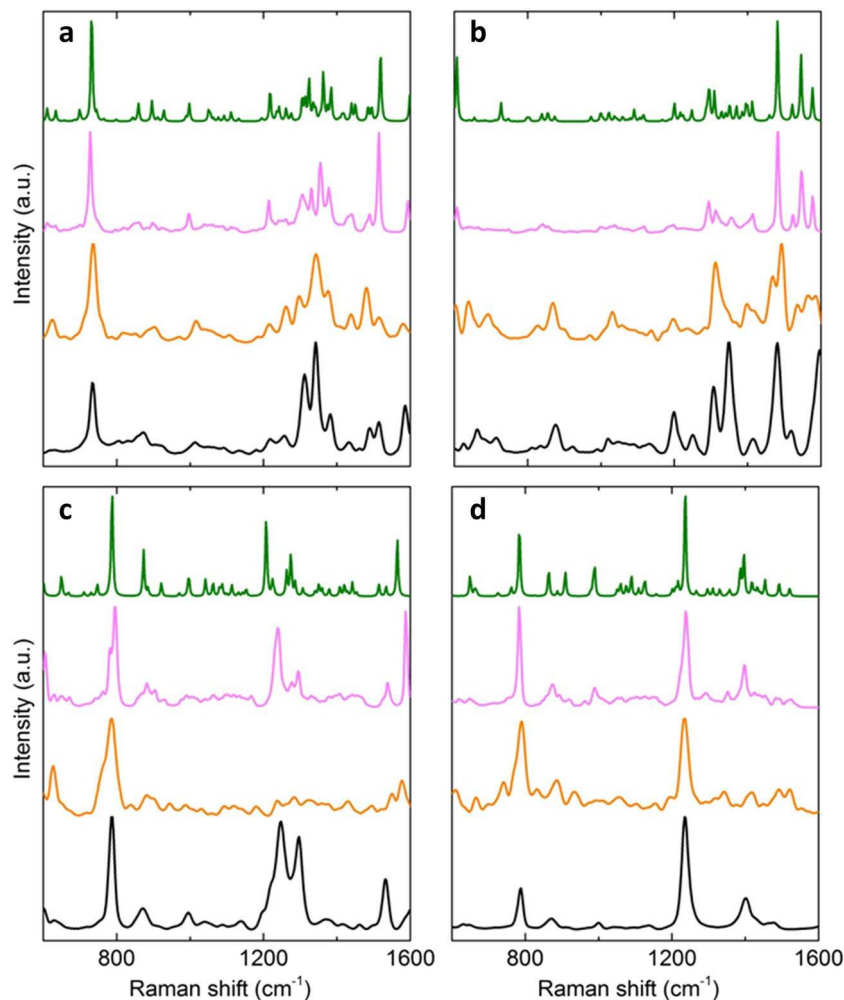 a
b
Intensity (a.u.)
c
d
Intensity (a.u.)
800
1200
1600
800
1200
1600
Raman shift (cm⁻¹)
Raman shift (cm⁻¹)